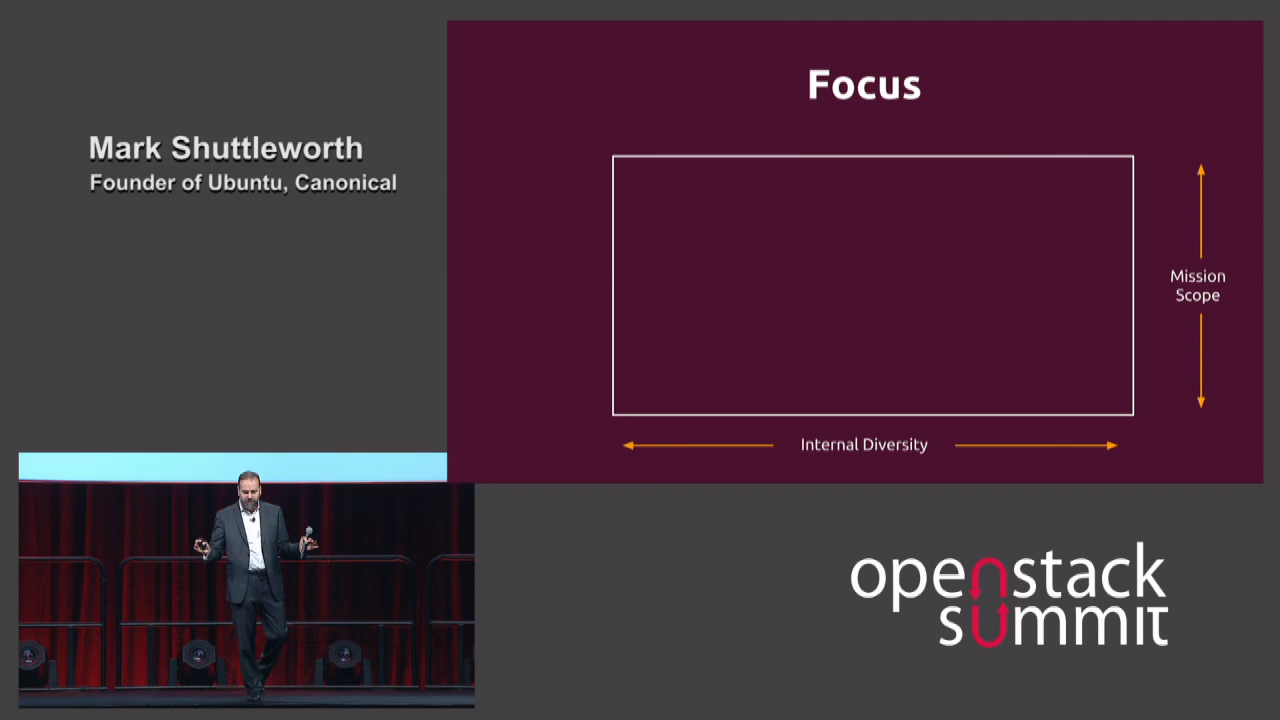 Focus
Mark Shuttleworth
Founder of Ubuntu, Canonical
Mission
Scope
Internal Diversity
openstack
summit